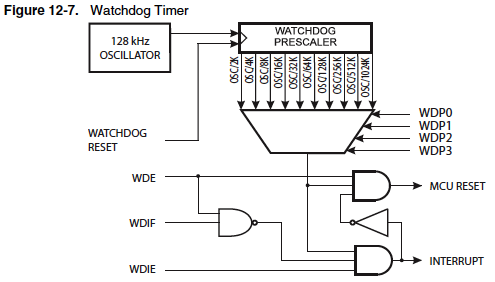 Figure 12-7. Watchdog Timer
128 kHz
OSCILLATOR
WATCHDOG
PRESCALER
OSC/2K
OSC/4K
OSC/8K
OSC/16K
OSC/32K
OSC/64K
OSC/128K
OSC/256K
OSC/512K
OSC/1024K
WATCHDOG
RESET
WDP0
WDP1
WDP2
WDP3
WDE
MCU RESET
WDIF
INTERRUPT
WDIE